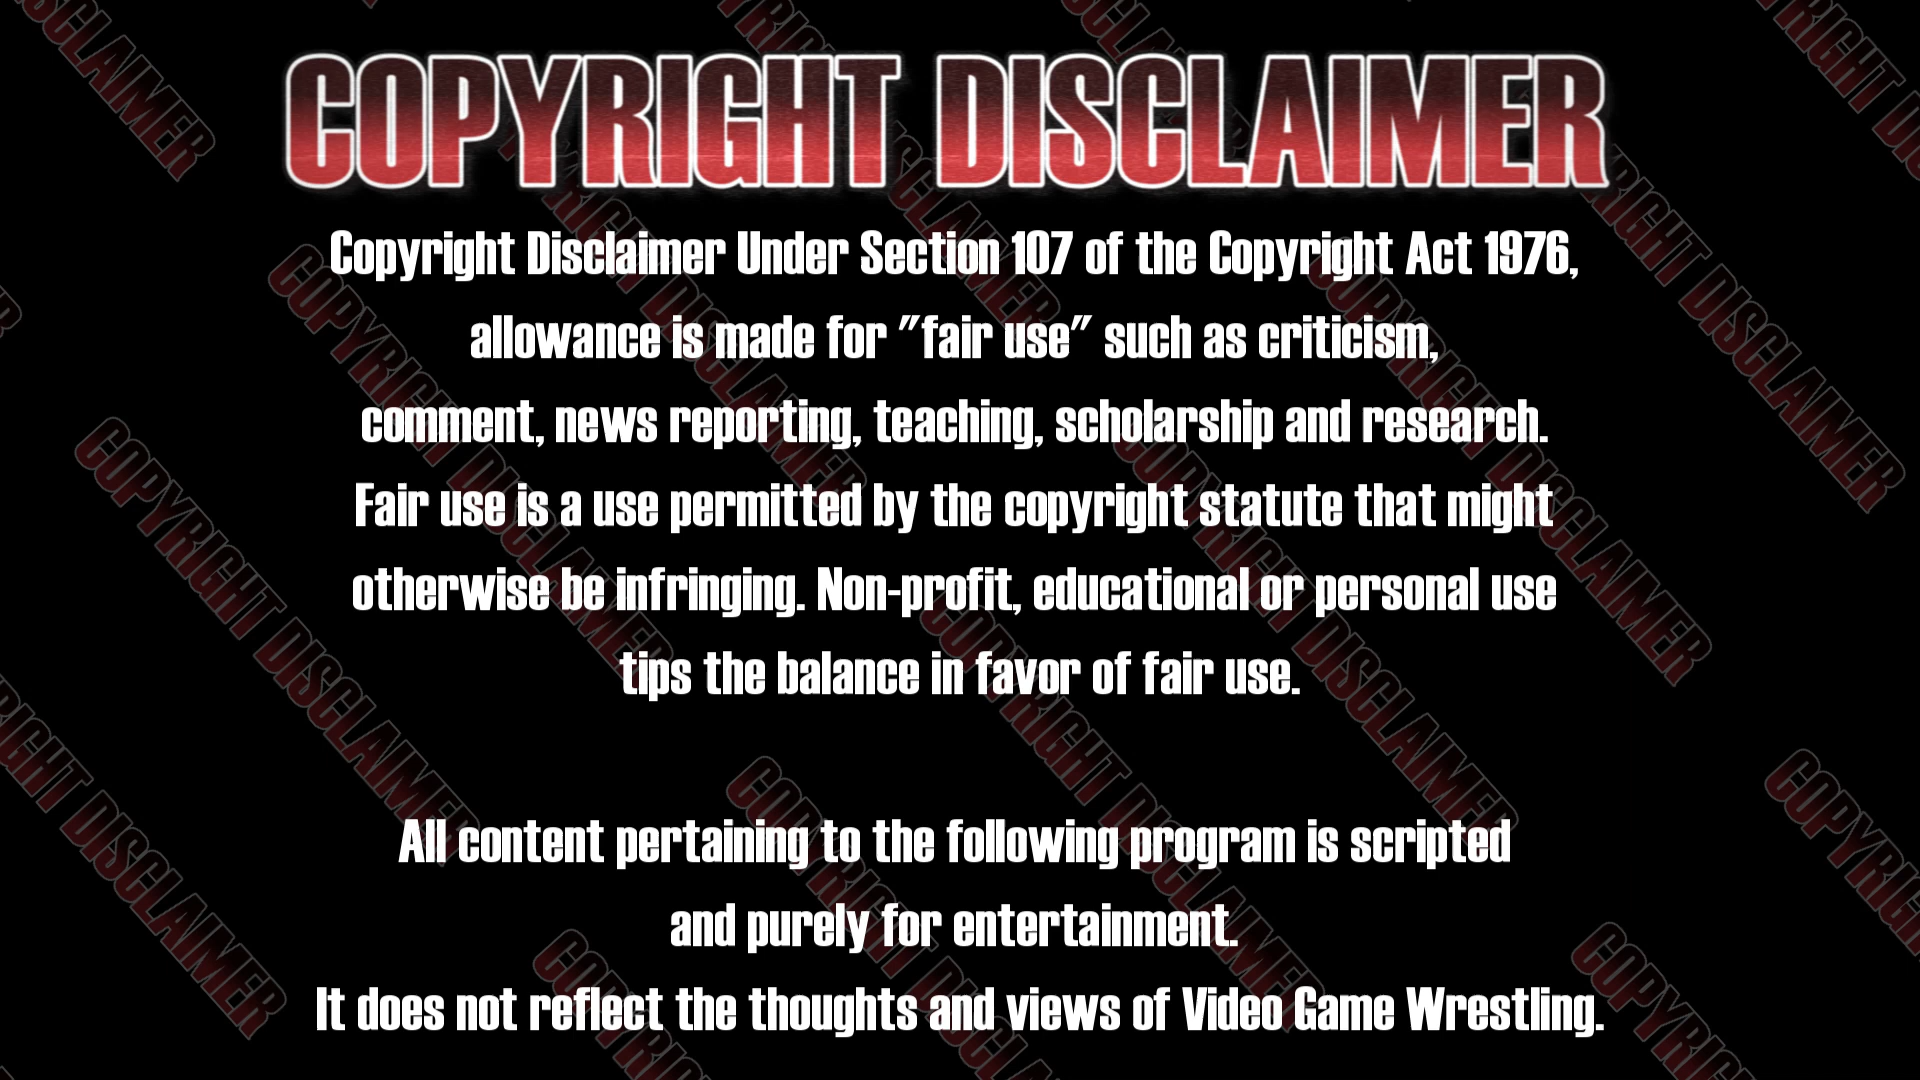 COPYRIGHT DISCLAIMER
Copyright Disclaimer Under Section 107 of the Copyright Act 1976,
allowance is made for "fair use" such as criticism,
comment, news reporting, teaching, scholarship and research.
Fair use is a use permitted by the copyright statute that might
otherwise be infringing. Non-profit, educational or personal use
tips the balance in favor of fair use.
All content pertaining to the following program is scripted
and purely for entertainment.
It does not reflect the thoughts and views of Video Game Wrestling.